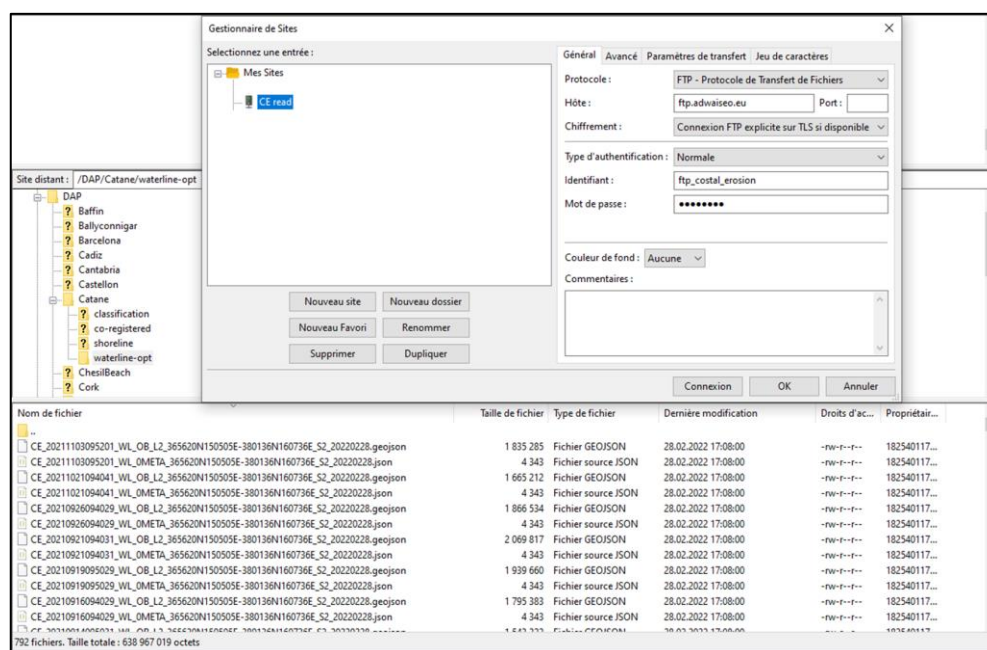 Gestionnaire de Sites
Selectionnez une entrée :
Mes Sites
CE read
Nouveau site Nouveau dossier
Nouveau Favori Renommer
Supprimer Dupliquer
Général Avancé Paramètres de transfert Jeu de caractères
Protocole : FTP - Protocole de Transfert de Fichiers
Hôte : ftp.adwaiseo.eu Port :
Chiffrement : Connexion FTP explicite sur TLS si disponible
Type d'authentification : Normale
Identifiant : ftp_costal_erosion
Mot de passe : ●●●●●●●●
Couleur de fond : Aucune
Commentaires :
Connexion OK Annuler
Site distant : /DAP/Catane/waterline-opt
DAP
? Baffin
? Ballyconnigar
? Barcelona
? Cadiz
? Cantabria
? Castellon
Catane
? classification
? co-registered
? shoreline
waterline-opt
? ChesilBeach
? Cork
Nom de fichier Taille de fichier Type de fichier Dernière modification Droits d'ac... Propriétair...
..
CE_20211103095201_WL_OB_L2_365620N150505E-380136N160736E_S2_20220228.geojson 1 835 285 Fichier GEOJSON 28.02.2022 17:08:00 -rw-r--r-- 182540117...
CE_20211103095201_WL_0META_365620N150505E-380136N160736E_S2_20220228.json 4 343 Fichier source JSON 28.02.2022 17:08:00 -rw-r--r-- 182540117...
CE_20211021094041_WL_OB_L2_365620N150505E-380136N160736E_S2_20220228.geojson 1 665 212 Fichier GEOJSON 28.02.2022 17:08:00 -rw-r--r-- 182540117...
CE_20211021094041_WL_0META_365620N150505E-380136N160736E_S2_20220228.json 4 343 Fichier source JSON 28.02.2022 17:08:00 -rw-r--r-- 182540117...
CE_20210926094029_WL_OB_L2_365620N150505E-380136N160736E_S2_20220228.geojson 1 866 534 Fichier GEOJSON 28.02.2022 17:08:00 -rw-r--r-- 182540117...
CE_20210926094029_WL_0META_365620N150505E-380136N160736E_S2_20220228.json 4 343 Fichier source JSON 28.02.2022 17:08:00 -rw-r--r-- 182540117...
CE_20210921094031_WL_OB_L2_365620N150505E-380136N160736E_S2_20220228.geojson 2 069 817 Fichier GEOJSON 28.02.2022 17:08:00 -rw-r--r-- 182540117...
CE_20210921094031_WL_0META_365620N150505E-380136N160736E_S2_20220228.json 4 343 Fichier source JSON 28.02.2022 17:08:00 -rw-r--r-- 182540117...
CE_20210919095029_WL_OB_L2_365620N150505E-380136N160736E_S2_20220228.geojson 1 939 660 Fichier GEOJSON 28.02.2022 17:08:00 -rw-r--r-- 182540117...
CE_20210919095029_WL_0META_365620N150505E-380136N160736E_S2_20220228.json 4 343 Fichier source JSON 28.02.2022 17:08:00 -rw-r--r-- 182540117...
CE_20210916094029_WL_OB_L2_365620N150505E-380136N160736E_S2_20220228.geojson 1 795 383 Fichier GEOJSON 28.02.2022 17:08:00 -rw-r--r-- 182540117...
CE_20210916094029_WL_0META_365620N150505E-380136N160736E_S2_20220228.json 4 343 Fichier source JSON 28.02.2022 17:08:00 -rw-r--r-- 182540117...
792 fichiers. Taille totale : 638 967 019 octets